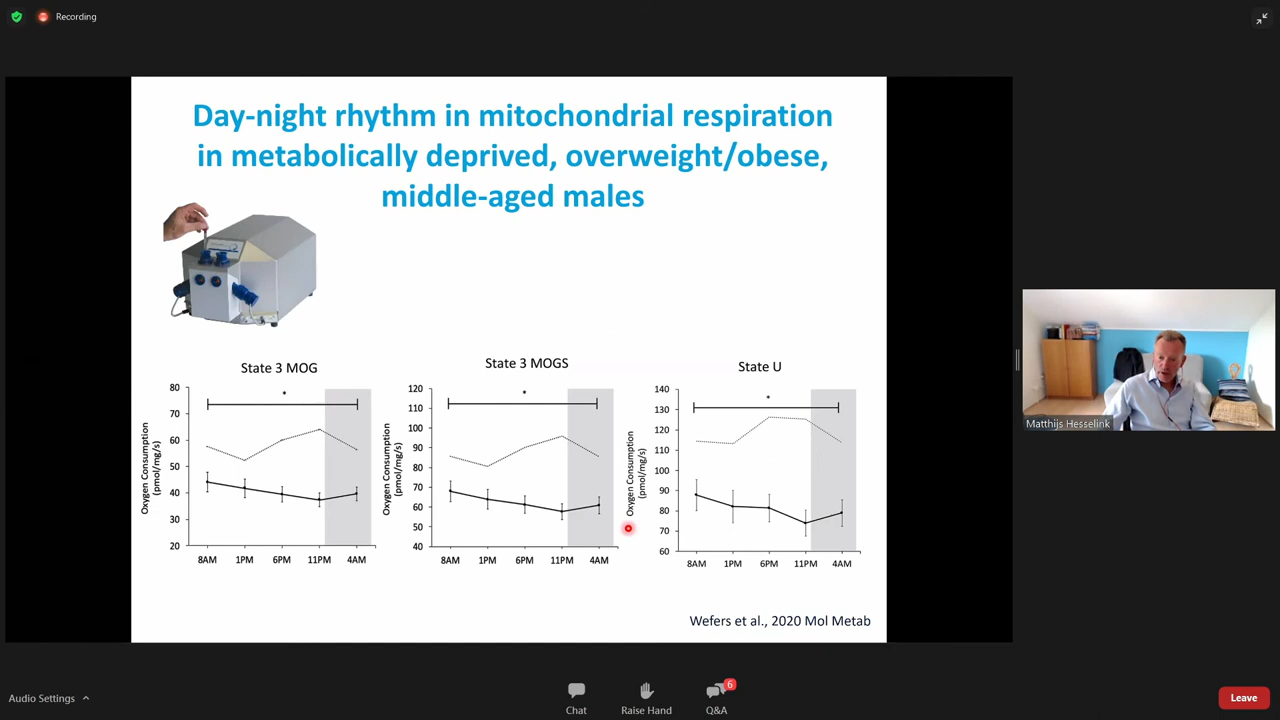 Recording
Day-night rhythm in mitochondrial respiration
in metabolically deprived, overweight/obese,
middle-aged males
State 3 MOG
80
70
60
50
40
30
20
Oxygen Consumption
(pmol/mg/s)
*
8AM 1PM 6PM 11PM 4AM
State 3 MOGS
120
110
100
90
80
70
60
50
40
Oxygen Consumption
(pmol/mg/s)
*
8AM 1PM 6PM 11PM 4AM
State U
140
130
120
110
100
90
80
70
60
Oxygen Consumption
(pmol/mg/s)
*
8AM 1PM 6PM 11PM 4AM
Wefers et al., 2020 Mol Metab
Matthijs Hesselink
Audio Settings
Chat
Raise Hand
6
Q&A
Leave